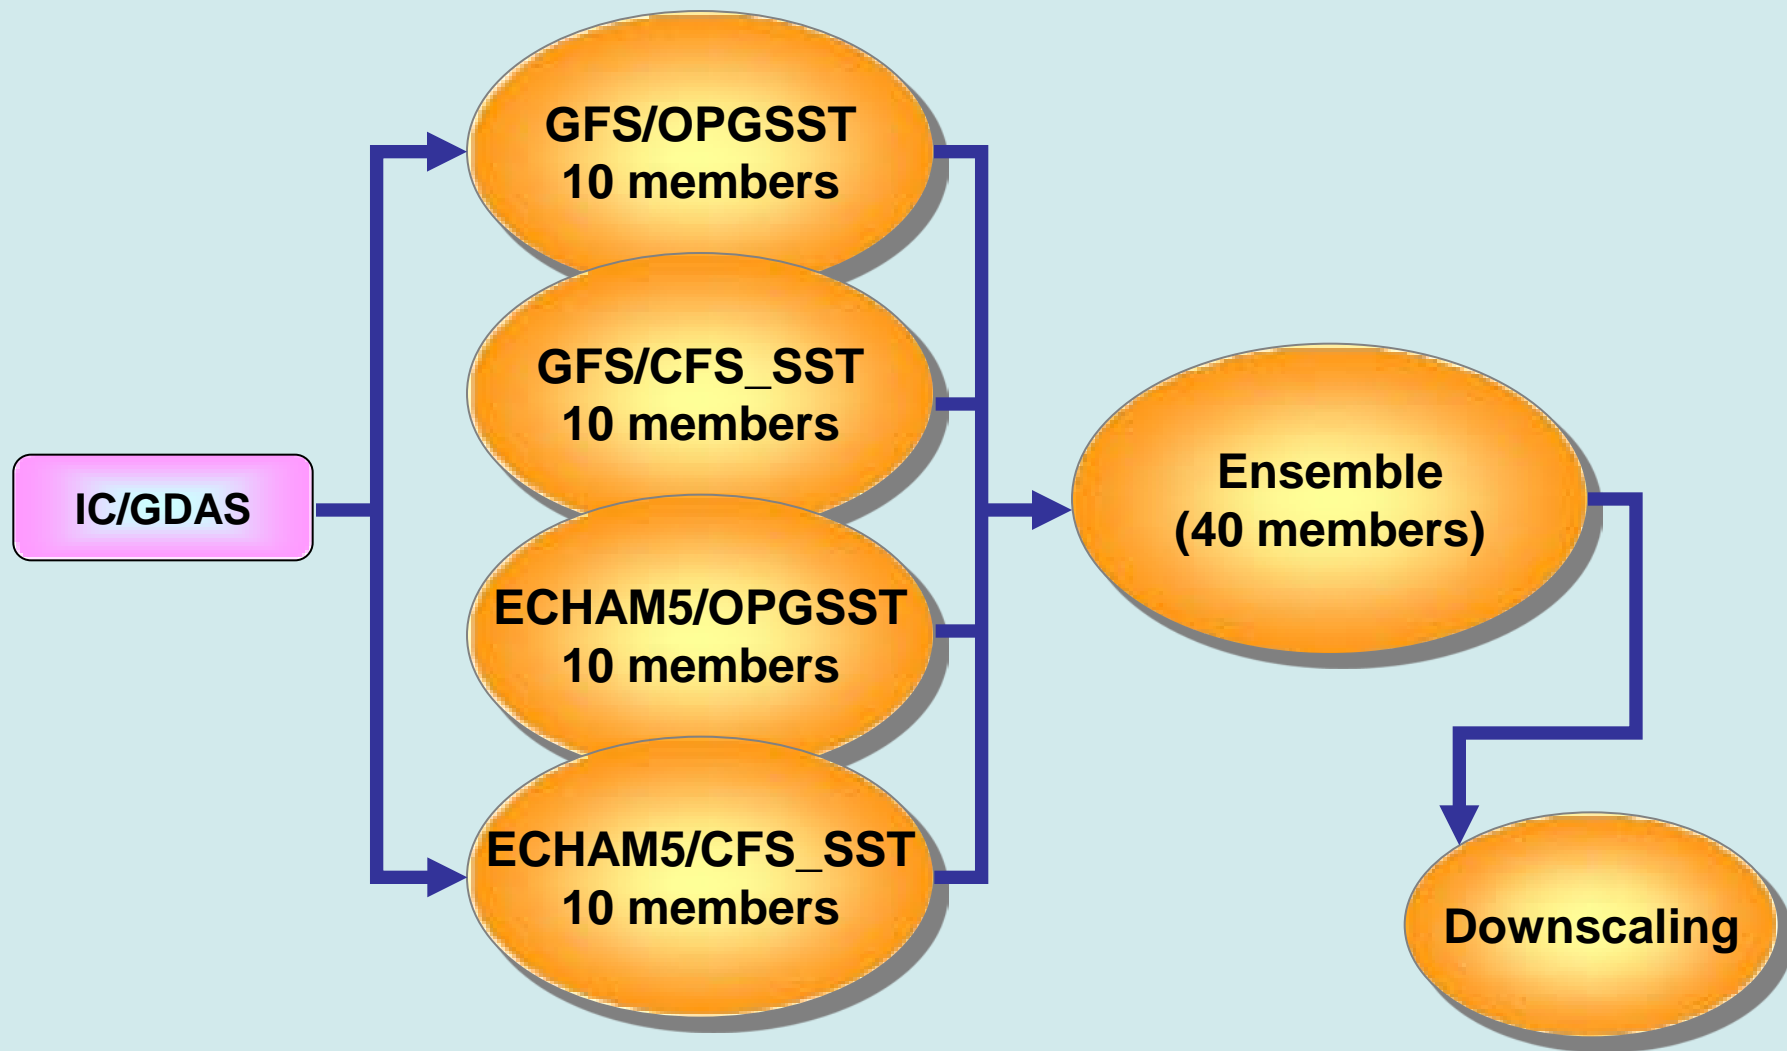 GFS/OPGSST
10 members
GFS/CFS_SST
10 members
IC/GDAS
ECHAM5/OPGSST
10 members
ECHAM5/CFS_SST
10 members
Ensemble
(40 members)
Downscaling